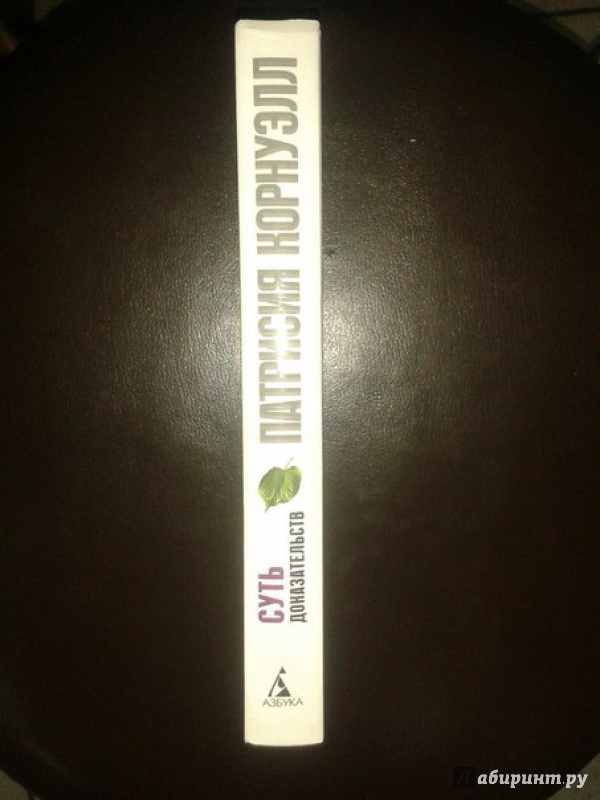 ПАТРИСИЯ КОРНУЭЛЛ
СУТЬ
ДОКАЗАТЕЛЬСТВ
АЗБУКА
Лабиринт.ру